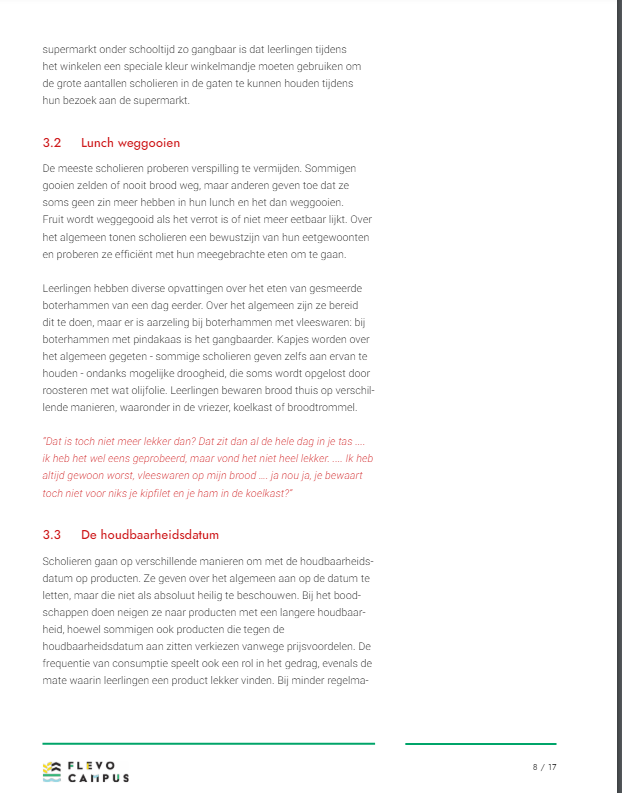 supermarkt onder schooltijd zo gangbaar is dat leerlingen tijdens
het winkelen een speciale kleur winkelmandje moeten gebruiken om
de grote aantallen scholieren in de gaten te kunnen houden tijdens
hun bezoek aan de supermarkt.
3.2 Lunch weggooien
De meeste scholieren proberen verspilling te vermijden. Sommigen
gooien zelden of nooit brood weg, maar anderen geven toe dat ze
soms geen zin meer hebben in hun lunch en het dan weggooien.
Fruit wordt weggegooid als het verrot is of niet meer eetbaar lijkt. Over
het algemeen tonen scholieren een bewustzijn van hun eetgewoonten
en proberen ze efficiënt met hun meegebrachte eten om te gaan.
Leerlingen hebben diverse opvattingen over het eten van gesmeerde
boterhammen van een dag eerder. Over het algemeen zijn ze bereid
dit te doen, maar er is aarzeling bij boterhammen met vleeswaren: bij
boterhammen met pindakaas is het gangbaarder. Kapjes worden over
het algemeen gegeten - sommige scholieren geven zelfs aan ervan te
houden - ondanks mogelijke droogheid, die soms wordt opgelost door
roosteren met wat olijfolie. Leerlingen bewaren brood thuis op verschil-
lende manieren, waaronder in de vriezer, koelkast of broodtrommel.
"Dat is toch niet meer lekker dan? Dat zit dan al de hele dag in je tas ....
ik heb het wel eens geprobeerd, maar vond het niet heel lekker. .... Ik heb
altijd gewoon worst, vleeswaren op mijn brood .... ja nou ja, je bewaart
toch niet voor niks je kipfilet en je ham in de koelkast?"
3.3 De houdbaarheidsdatum
Scholieren gaan op verschillende manieren om met de houdbaarheids-
datum op producten. Ze geven over het algemeen aan op de datum te
letten, maar die niet als absoluut heilig te beschouwen. Bij het bood-
schappen doen neigen ze naar producten met een langere houdbaar-
heid, hoewel sommigen ook producten die tegen de
houdbaarheidsdatum aan zitten verkiezen vanwege prijsvoordelen. De
frequentie van consumptie speelt ook een rol in het gedrag, evenals de
mate waarin leerlingen een product lekker vinden. Bij minder regelma-
FLEVO
CAMPUS
8 / 17